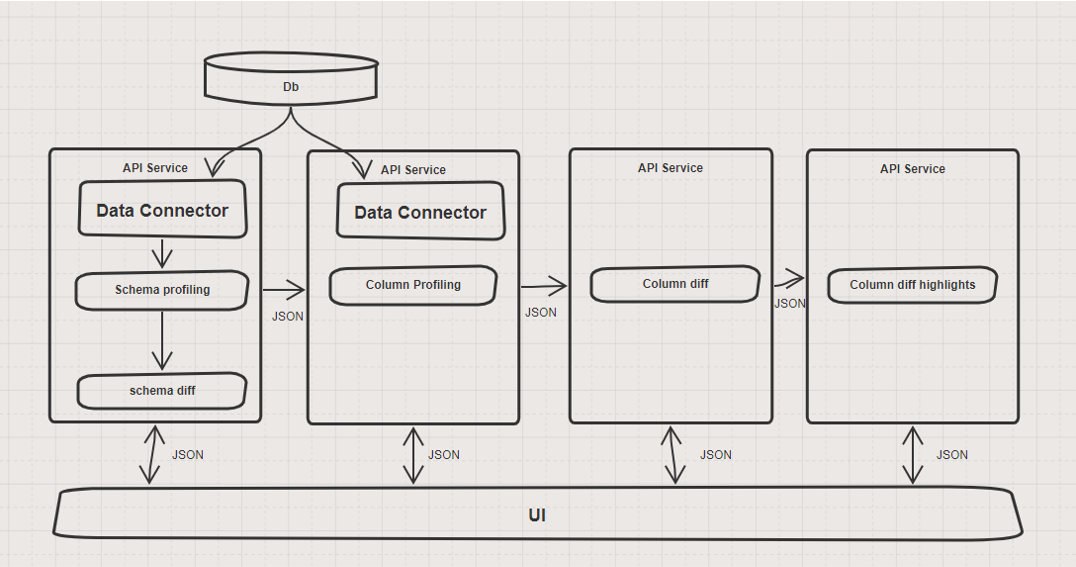 Db
API Service
API Service
API Service
API Service
Data Connector
Data Connector
Schema profiling
Column Profiling
Column diff
Column diff highlights
JSON
JSON
JSON
schema diff
JSON
JSON
JSON
JSON
UI